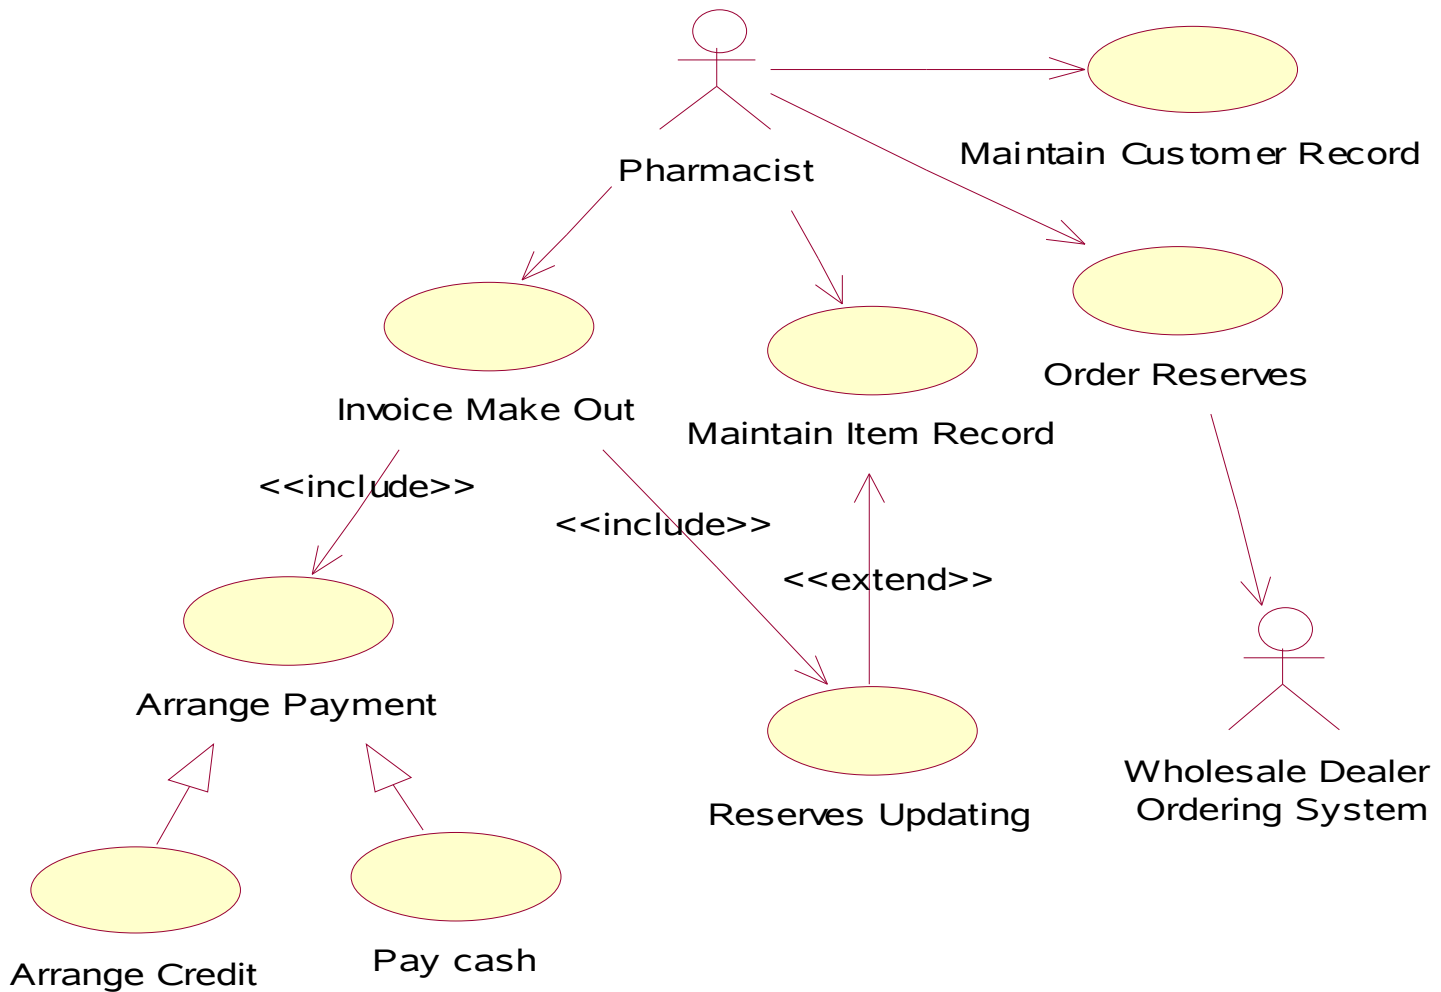 Maintain Customer Record
Pharmacist
Order Reserves
Invoice Make Out
Maintain Item Record
<<include>>
<<include>>
<<extend>>
Arrange Payment
Wholesale Dealer
Ordering System
Reserves Updating
Pay cash
Arrange Credit